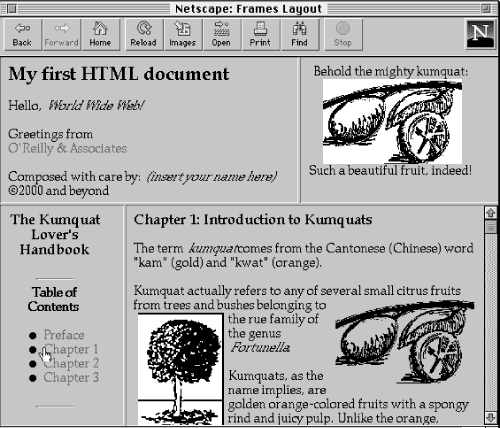 Netscape: Frames Layout
Back
Forward
Home
Reload
Images
Open
Print
Find
Stop
N
My first HTML document
Hello, World Wide Web!
Greetings from
O'Reilly & Associates
Composed with care by: (insert your name here)
©2000 and beyond
Behold the mighty kumquat:
Such a beautiful fruit, indeed!
The Kumquat
Lover's
Handbook
Table of
Contents
Preface
Chapter 1
Chapter 2
Chapter 3
Chapter 1: Introduction to Kumquats
The term kumquatcomes from the Cantonese (Chinese) word
"kam" (gold) and "kwat" (orange).
Kumquat actually refers to any of several small citrus fruits
from trees and bushes belonging to
the rue family of
the genus
Fortunella.
Kumquats, as the
name implies, are
golden orange-colored fruits with a spongy
rind and juicy pulp. Unlike the orange,